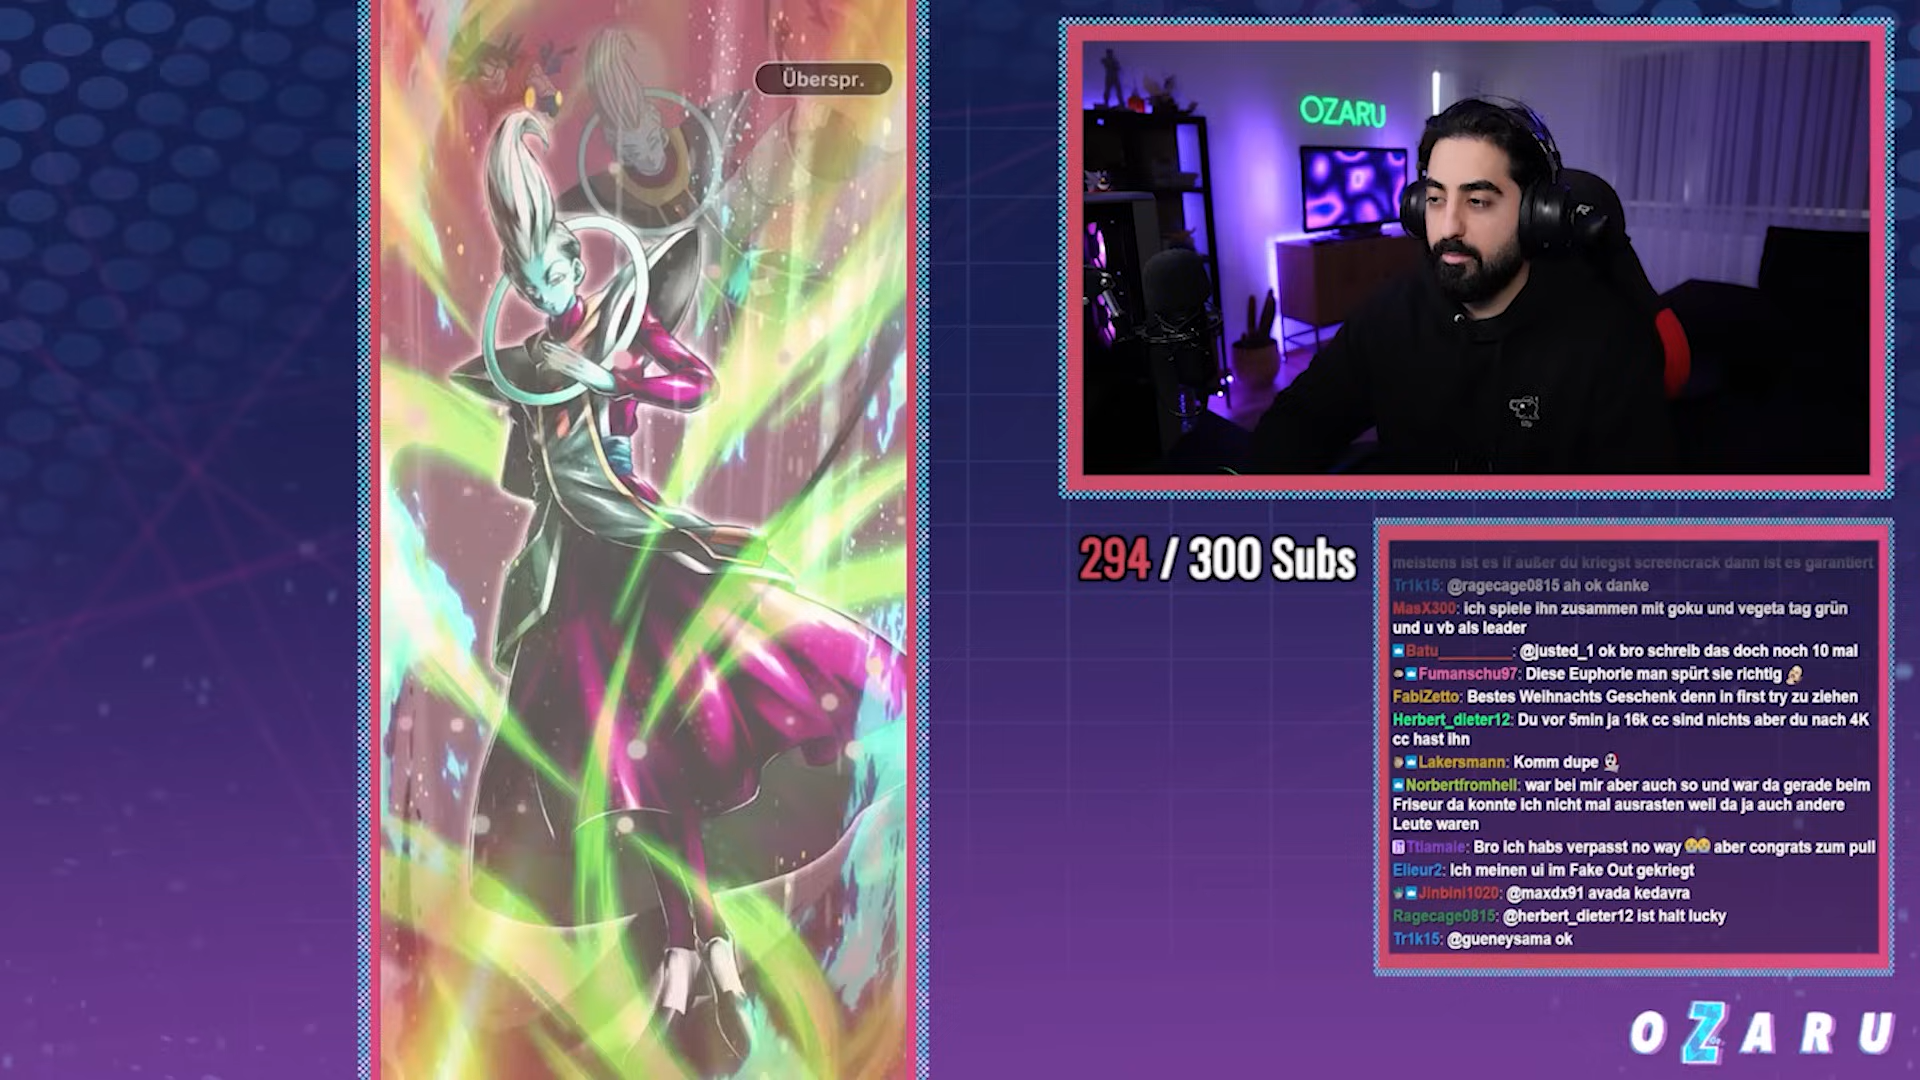 Überspr.
OZARU
294 / 300 Subs
meistens ist es lf außer du kriegst screencrack dann ist es garantiert
Tr1k15: @ragecage0815 ah ok danke
MasX300: ich spiele ihn zusammen mit goku und vegeta tag grün
und u vb als leader
Batu________: @justed_1 ok bro schreib das doch noch 10 mal
Fumanschu97: Diese Euphorie man spürt sie richtig
FabiZetto: Bestes Weihnachts Geschenk denn in first try zu ziehen
Herbert_dieter12: Du vor 5min ja 16k cc sind nichts aber du nach 4K
cc hast ihn
Lakersmann: Komm dupe
Norbertfromhell: war bei mir aber auch so und war da gerade beim
Friseur da konnte ich nicht mal ausrasten weil da ja auch andere
Leute waren
Ttiamaie: Bro ich habs verpasst no way aber congrats zum pull
Elieur2: Ich meinen ui im Fake Out gekriegt
Jinbini1020: @maxdx91 avada kedavra
Ragecage0815: @herbert_dieter12 ist halt lucky
Tr1k15: @gueneysama ok
OZARU